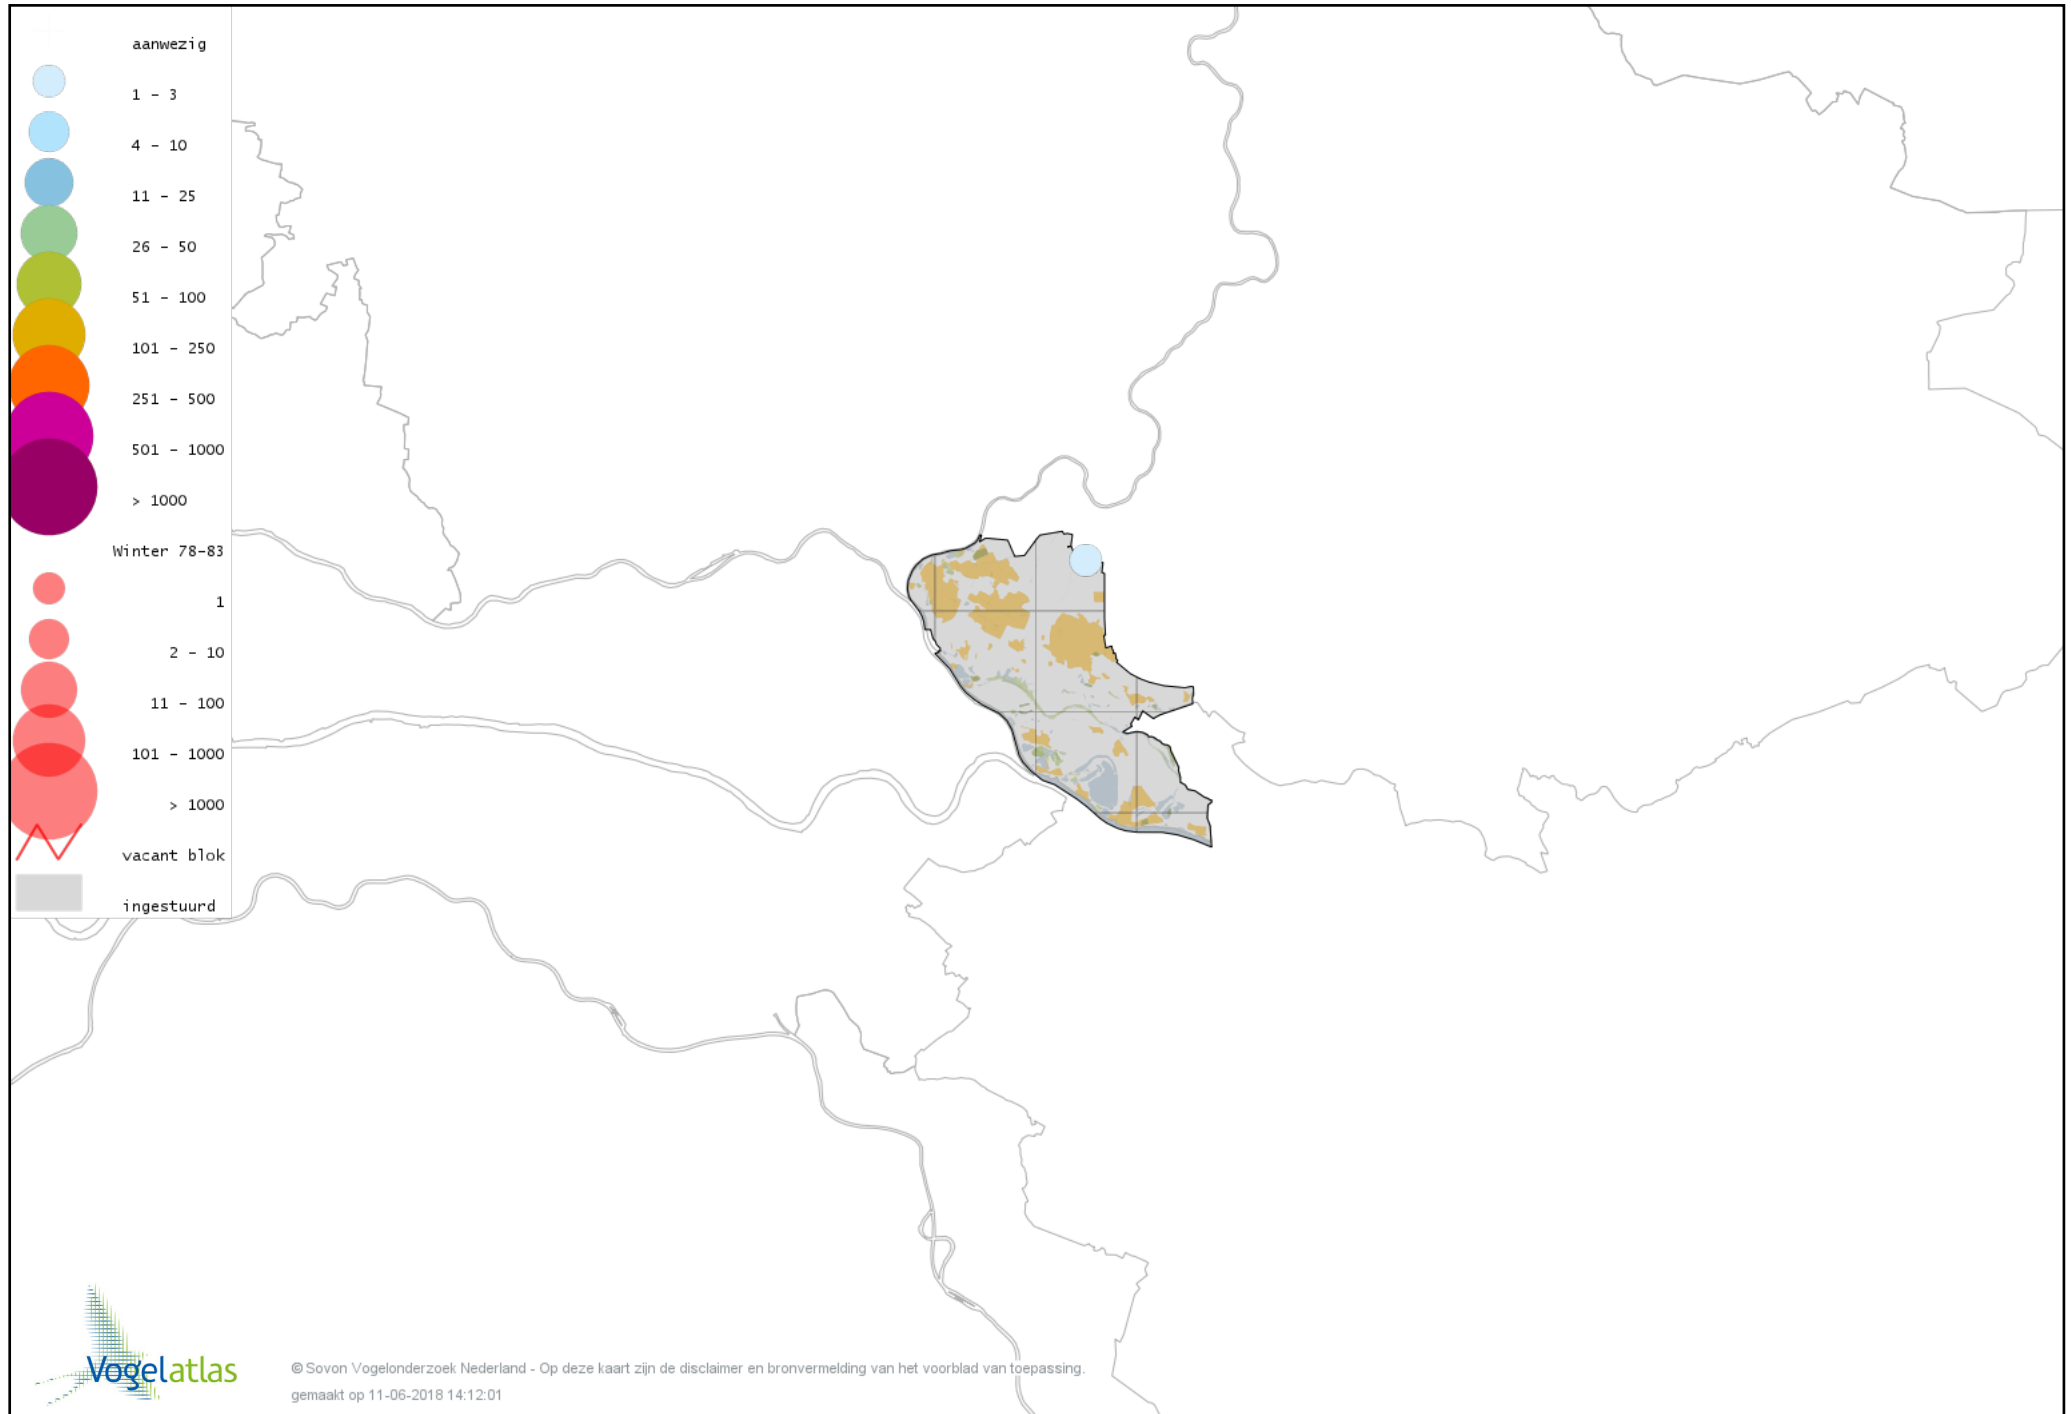 aanwezig
1 - 3
4 - 10
11 - 25
26 - 50
51 - 100
101 - 250
251 - 500
501 - 1000
> 1000
Winter 78-83
1
2 - 10
11 - 100
101 - 1000
> 1000
vacant blok
ingestuurd
Vogelatlas
© Sovon Vogelonderzoek Nederland - Op deze kaart zijn de disclaimer en bronvermelding van het voorblad van toepassing.
gemaakt op 11-06-2018 14:12:01